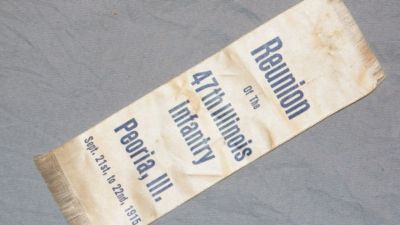 Reunion
Of The
47th Illinois
Infantry
Peoria, Ill.
Sept. 21st, to 22nd, 1915